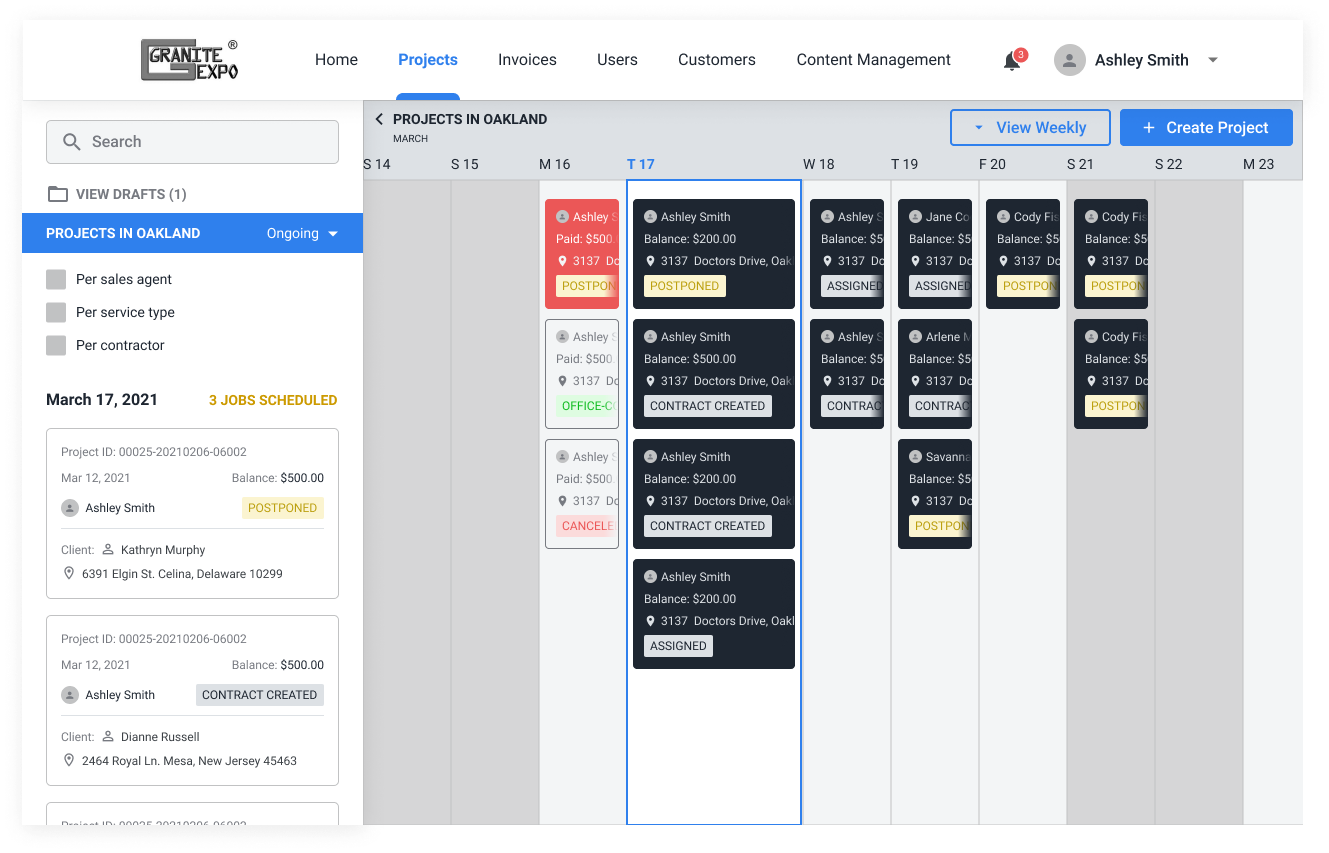 GRANITE EXPO ®
Home Projects Invoices Users Customers Content Management 3 Ashley Smith
Search
VIEW DRAFTS (1)
PROJECTS IN OAKLAND Ongoing
Per sales agent
Per service type
Per contractor
March 17, 2021 3 JOBS SCHEDULED
Project ID: 00025-20210206-06002
Mar 12, 2021 Balance: $500.00
Ashley Smith POSTPONED
Client: Kathryn Murphy
6391 Elgin St. Celina, Delaware 10299
Project ID: 00025-20210206-06002
Mar 12, 2021 Balance: $500.00
Ashley Smith CONTRACT CREATED
Client: Dianne Russell
2464 Royal Ln. Mesa, New Jersey 45463
Project ID: 00025-20210206-06002
PROJECTS IN OAKLAND
MARCH
View Weekly + Create Project
S 14 S 15 M 16 T 17 W 18 T 19 F 20 S 21 S 22 M 23
Ashley S
Paid: $500.
3137 Do
POSTPON
Ashley S
Paid: $500.
3137 Do
OFFICE-CO
Ashley S
Paid: $500.
3137 Do
CANCELE
Ashley Smith
Balance: $200.00
3137 Doctors Drive, Oak
POSTPONED
Ashley Smith
Balance: $500.00
3137 Doctors Drive, Oak
CONTRACT CREATED
Ashley Smith
Balance: $200.00
3137 Doctors Drive, Oak
CONTRACT CREATED
Ashley Smith
Balance: $200.00
3137 Doctors Drive, Oakl
ASSIGNED
Ashley S
Balance: $5
3137 Do
ASSIGNED
Ashley S
Balance: $5
3137 Do
CONTRAC
Jane Co
Balance: $5
3137 Do
ASSIGNED
Arlene M
Balance: $5
3137 Do
CONTRAC
Savanna
Balance: $5
3137 Do
POSTPON
Cody Fis
Balance: $5
3137 Do
POSTPON
Cody Fis
Balance: $5
3137 Do
POSTPON
Cody Fis
Balance: $5
3137 Do
POSTPON